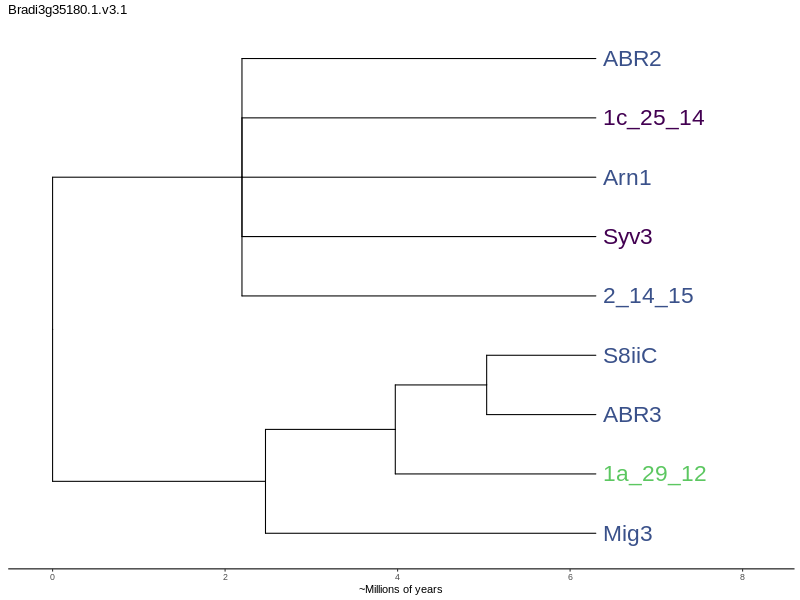 Bradi3g35180.1.v3.1
ABR2
1c_25_14
Arn1
Syv3
2_14_15
S8iiC
ABR3
1a_29_12
Mig3
0 2 4 6 8
~Millions of years